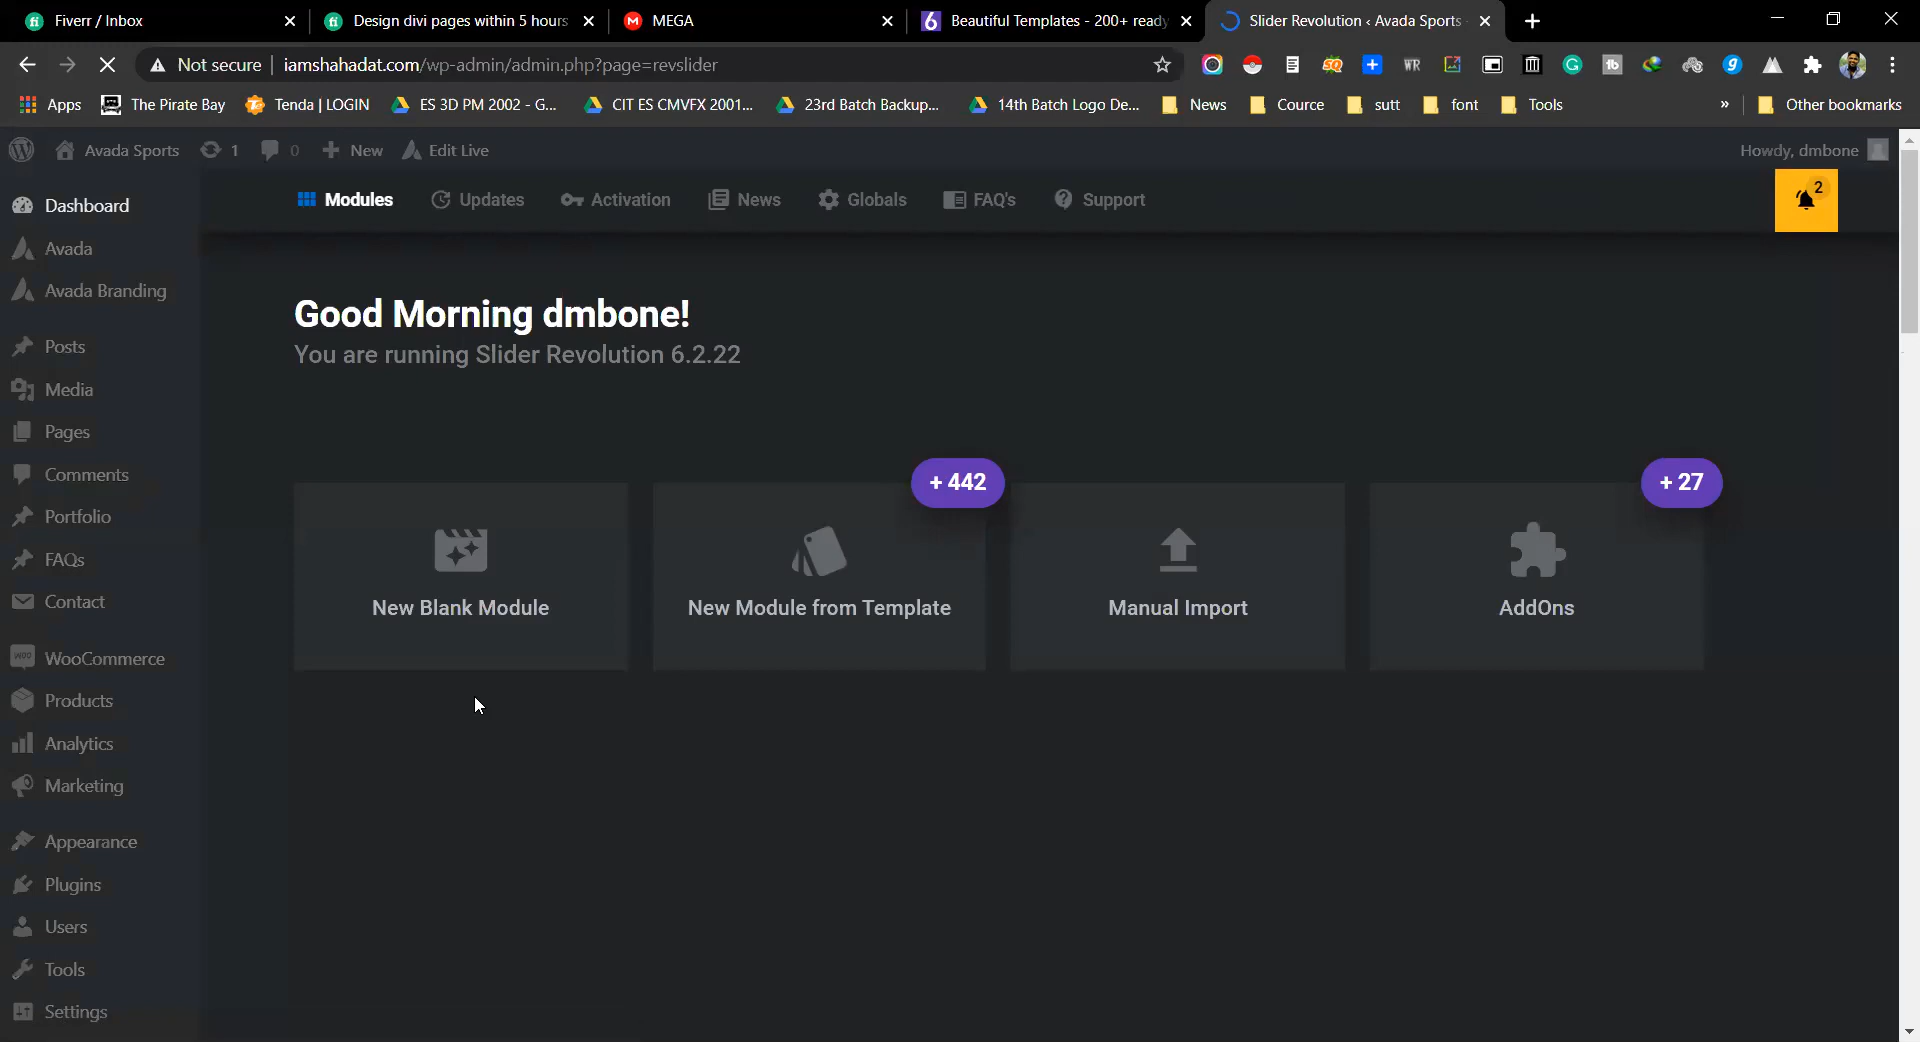 Fiverr / Inbox
Design divi pages within 5 hours
MEGA
Beautiful Templates - 200+ ready
Slider Revolution ‹ Avada Sports
Not secure
iamshahadat.com/wp-admin/admin.php?page=revslider
Apps
The Pirate Bay
Tenda | LOGIN
ES 3D PM 2002 - G...
CIT ES CMVFX 2001...
23rd Batch Backup...
14th Batch Logo De...
News
Cource
sutt
font
Tools
»
Other bookmarks
Avada Sports
1
0
New
Edit Live
Howdy, dmbone
Dashboard
Avada
Avada Branding
Posts
Media
Pages
Comments
Portfolio
FAQs
Contact
WooCommerce
Products
Analytics
Marketing
Appearance
Plugins
Users
Tools
Settings
Modules
Updates
Activation
News
Globals
FAQ's
Support
2
Good Morning dmbone!
You are running Slider Revolution 6.2.22
+ 442
+ 27
New Blank Module
New Module from Template
Manual Import
AddOns